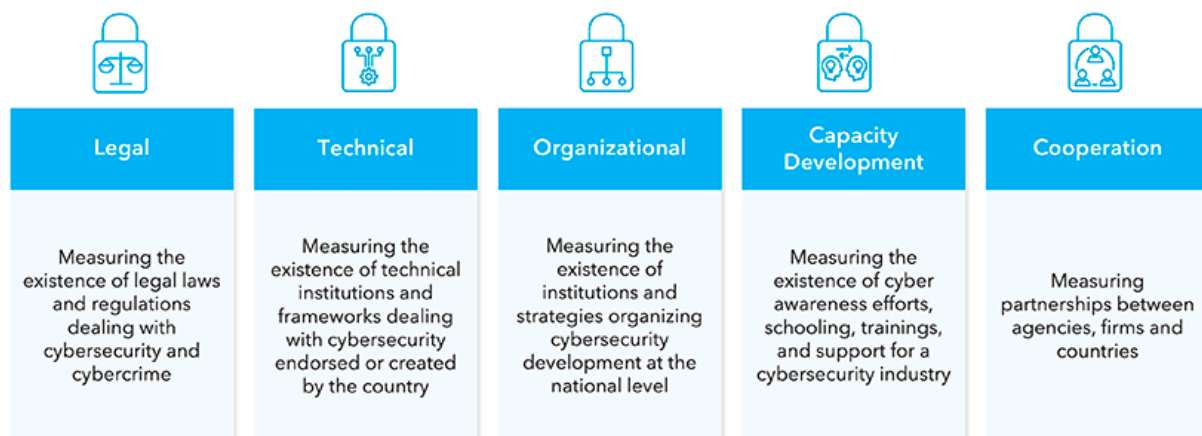 Legal
Measuring the
existence of legal laws
and regulations
dealing with
cybersecurity and
cybercrime
Technical
Measuring the
existence of technical
institutions and
frameworks dealing
with cybersecurity
endorsed or created
by the country
Organizational
Measuring the
existence of
institutions and
strategies organizing
cybersecurity
development at the
national level
Capacity
Development
Measuring the
existence of cyber
awareness efforts,
schooling, trainings,
and support for a
cybersecurity industry
Cooperation
Measuring
partnerships between
agencies, firms and
countries